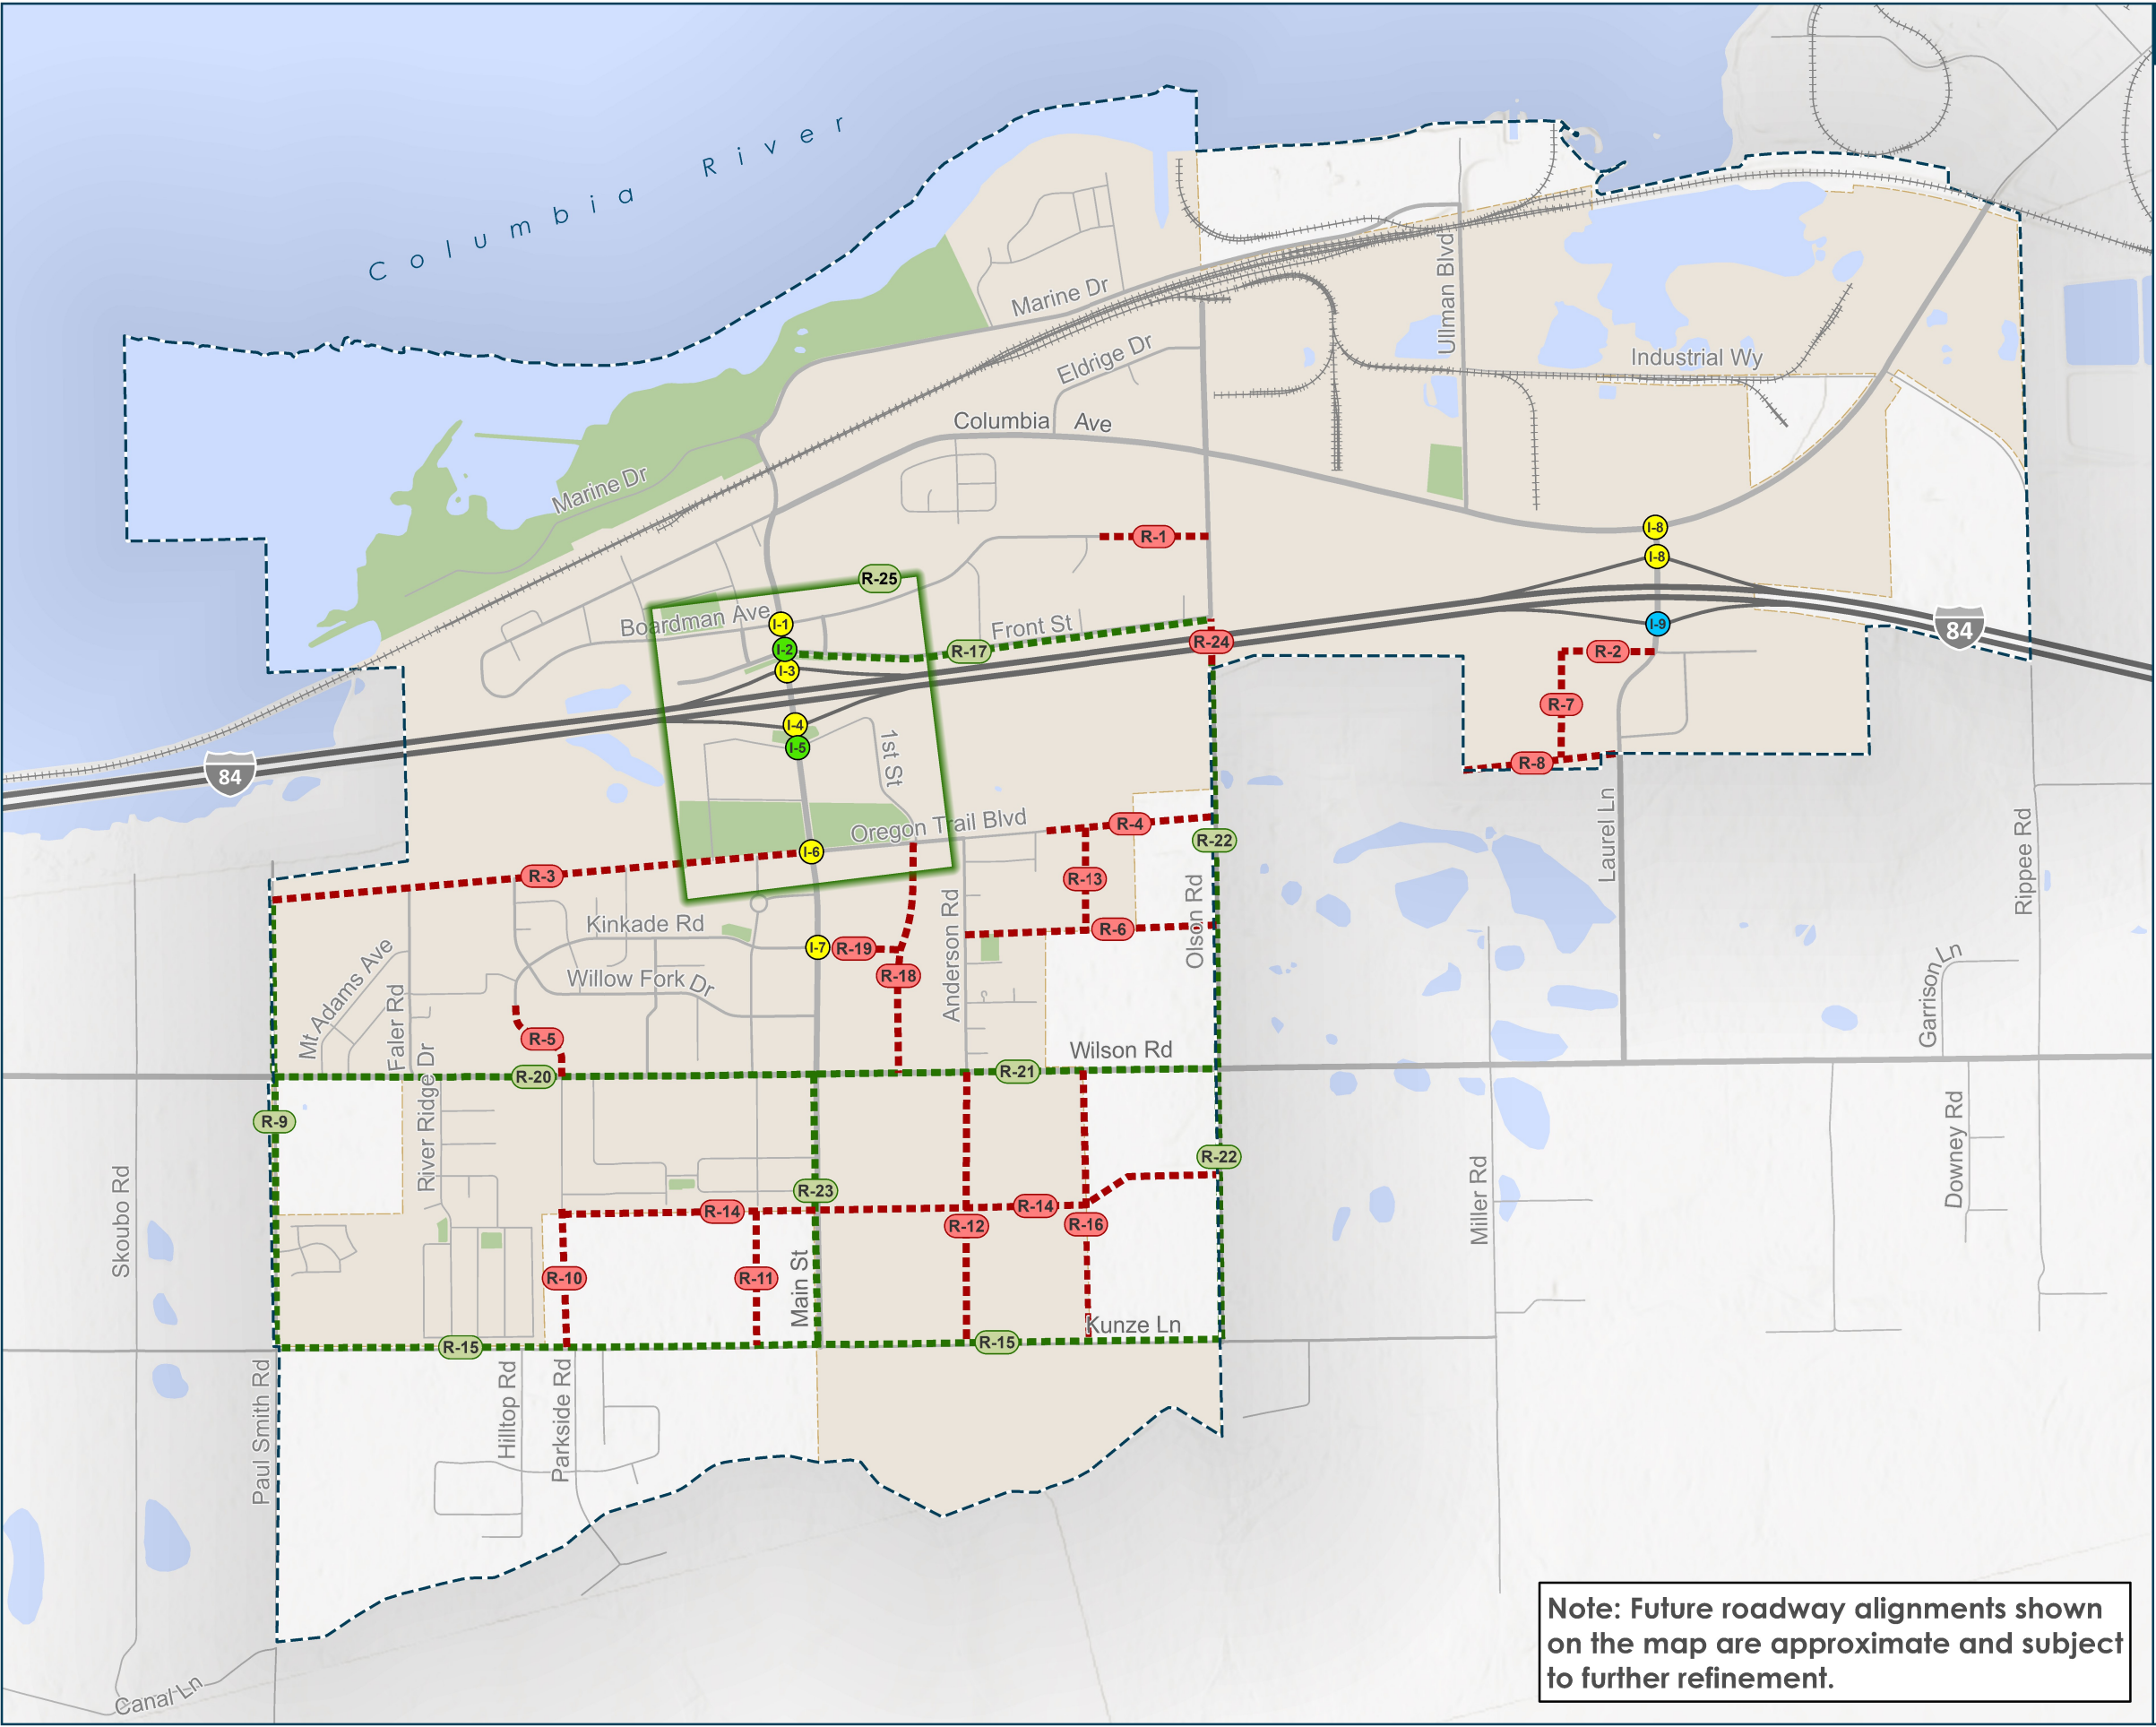 Columbia River
Marine Dr
Ullman Blvd
Eldrige Dr
Industrial Wy
Columbia Ave
Marine Dr
I-8
R-1
I-8
R-25
Boardman Ave
I-1
I-9
84
Front St
R-24
I-2
R-17
R-2
I-3
R-7
I-4
I-5
1st St
84
R-8
Oregon Trail Blvd
R-4
R-22
Laurel Ln
Rippee Rd
I-6
R-3
R-13
Kinkade Rd
Anderson Rd
R-6
Olson Rd
I-7
R-19
R-18
Willow Fork Dr
Mt Adams Ave
Faler Rd
Garrison Ln
R-5
Wilson Rd
R-20
R-21
River Ridge Dr
R-9
Downey Rd
R-22
Skoubo Rd
Miller Rd
R-23
R-14
R-14
R-12
R-16
R-10
R-11
Main St
Kunze Ln
R-15
R-15
Paul Smith Rd
Hilltop Rd
Parkside Rd
Canal Ln
Note: Future roadway alignments shown
on the map are approximate and subject
to further refinement.